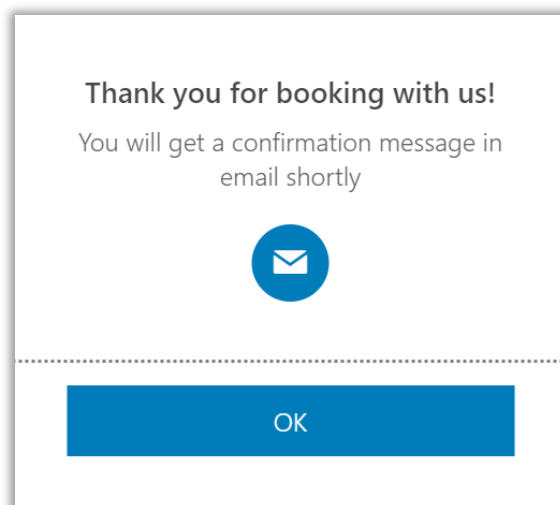 Thank you for booking with us!
You will get a confirmation message in
email shortly
OK